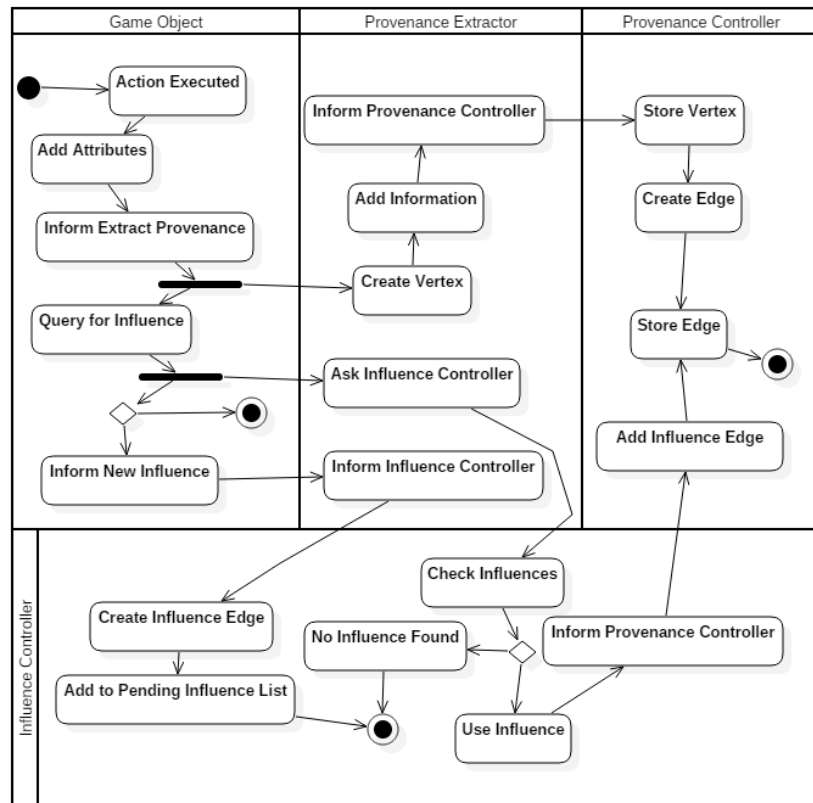 Game Object
Provenance Extractor
Provenance Controller
Action Executed
Inform Provenance Controller
Store Vertex
Add Attributes
Add Information
Create Edge
Inform Extract Provenance
Create Vertex
Query for Influence
Store Edge
Ask Influence Controller
Add Influence Edge
Inform New Influence
Inform Influence Controller
Influence Controller
Check Influences
Create Influence Edge
No Influence Found
Inform Provenance Controller
Add to Pending Influence List
Use Influence